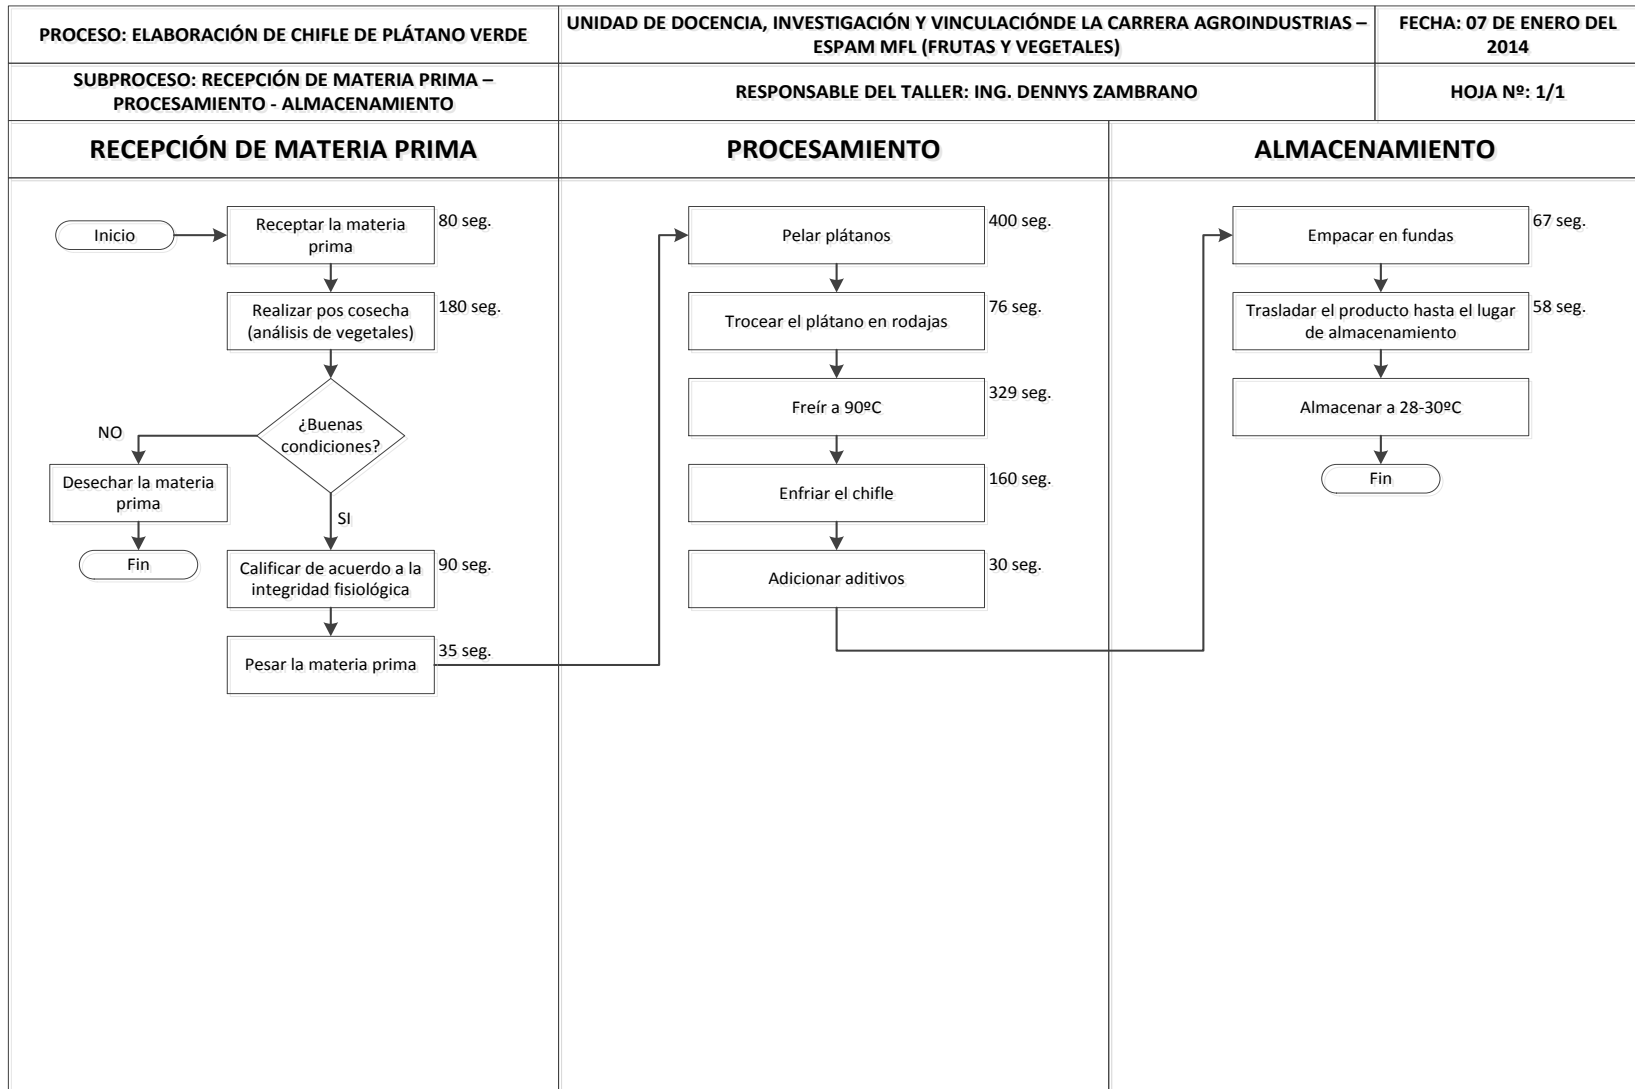 PROCESO: ELABORACIÓN DE CHIFLE DE PLÁTANO VERDE
UNIDAD DE DOCENCIA, INVESTIGACIÓN Y VINCULACIÓNDE LA CARRERA AGROINDUSTRIAS –
ESPAM MFL (FRUTAS Y VEGETALES)
FECHA: 07 DE ENERO DEL
2014
SUBPROCESO: RECEPCIÓN DE MATERIA PRIMA –
PROCESAMIENTO - ALMACENAMIENTO
RESPONSABLE DEL TALLER: ING. DENNYS ZAMBRANO
HOJA Nº: 1/1
RECEPCIÓN DE MATERIA PRIMA
PROCESAMIENTO
ALMACENAMIENTO
Inicio
Receptar la materia
prima
80 seg.
Realizar pos cosecha
(análisis de vegetales)
180 seg.
¿Buenas
condiciones?
NO
Desechar la materia
prima
Fin
SI
Calificar de acuerdo a la
integridad fisiológica
90 seg.
Pesar la materia prima
35 seg.
Pelar plátanos
400 seg.
Trocear el plátano en rodajas
76 seg.
Freír a 90ºC
329 seg.
Enfriar el chifle
160 seg.
Adicionar aditivos
30 seg.
Empacar en fundas
67 seg.
Trasladar el producto hasta el lugar
de almacenamiento
58 seg.
Almacenar a 28-30ºC
Fin